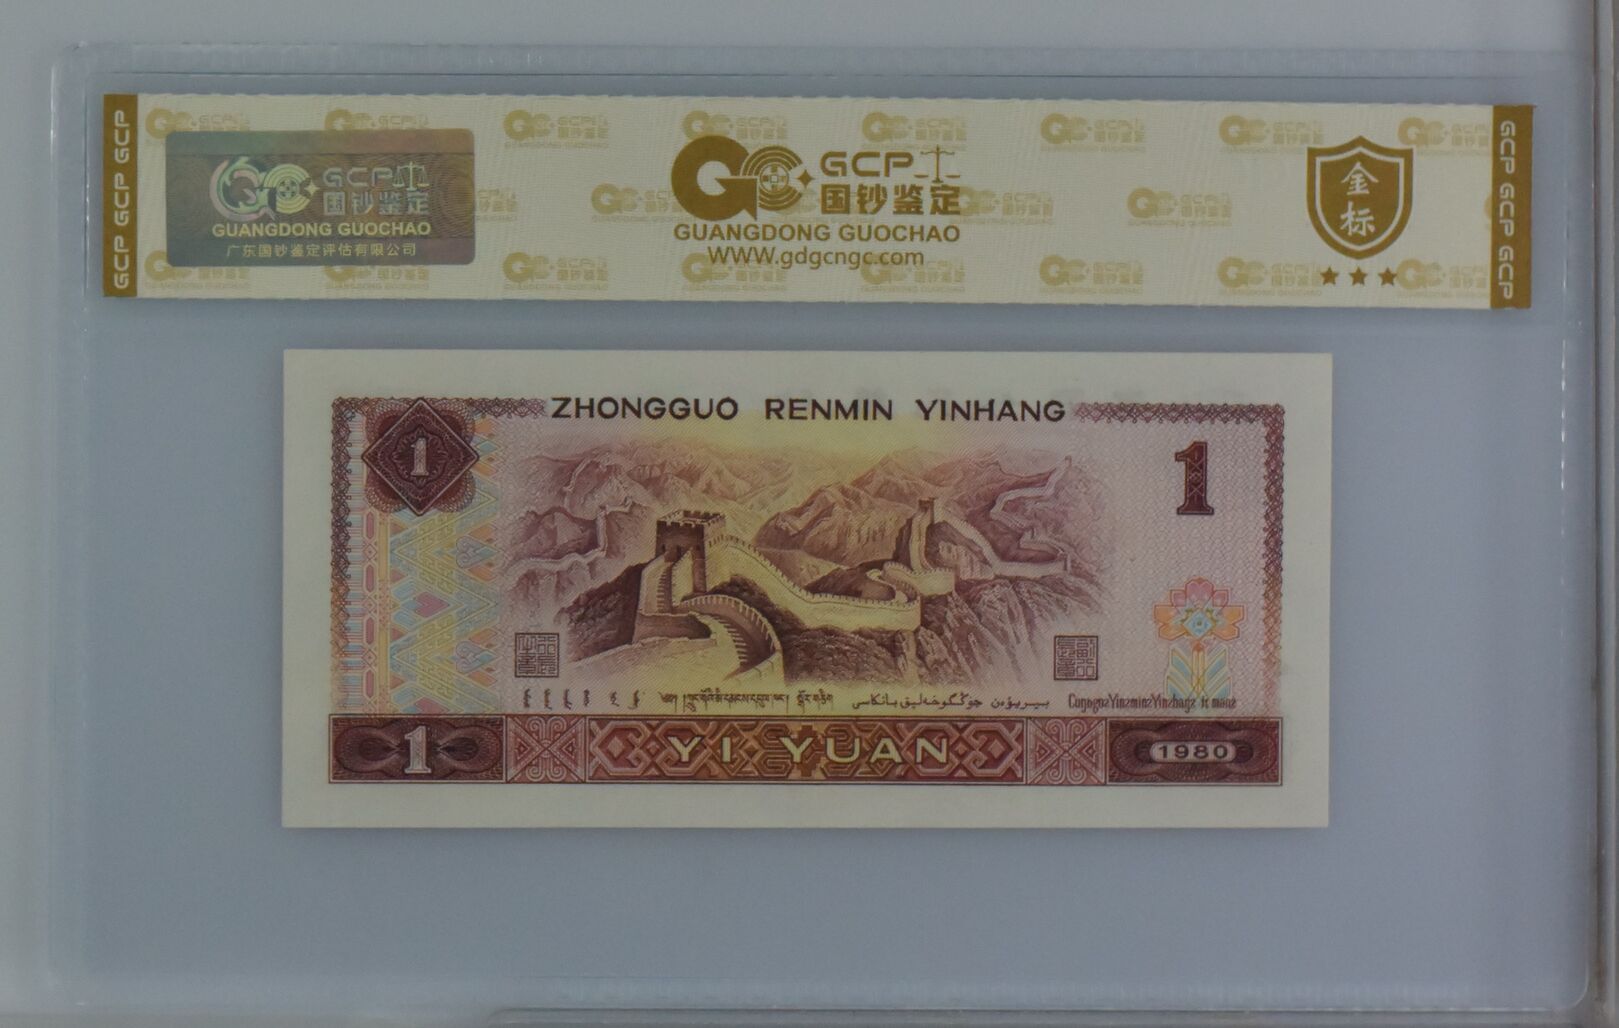 GCP GCP GCP
GCP
国钞鉴定
GUANGDONG GUOCHAO
广东国钞鉴定评估有限公司
GCP
国钞鉴定
GUANGDONG GUOCHAO
www.gdgcngc.com
金标
GCP GCP GCP
ZHONGGUO RENMIN YINHANG
1
1
1
YI YUAN
1980